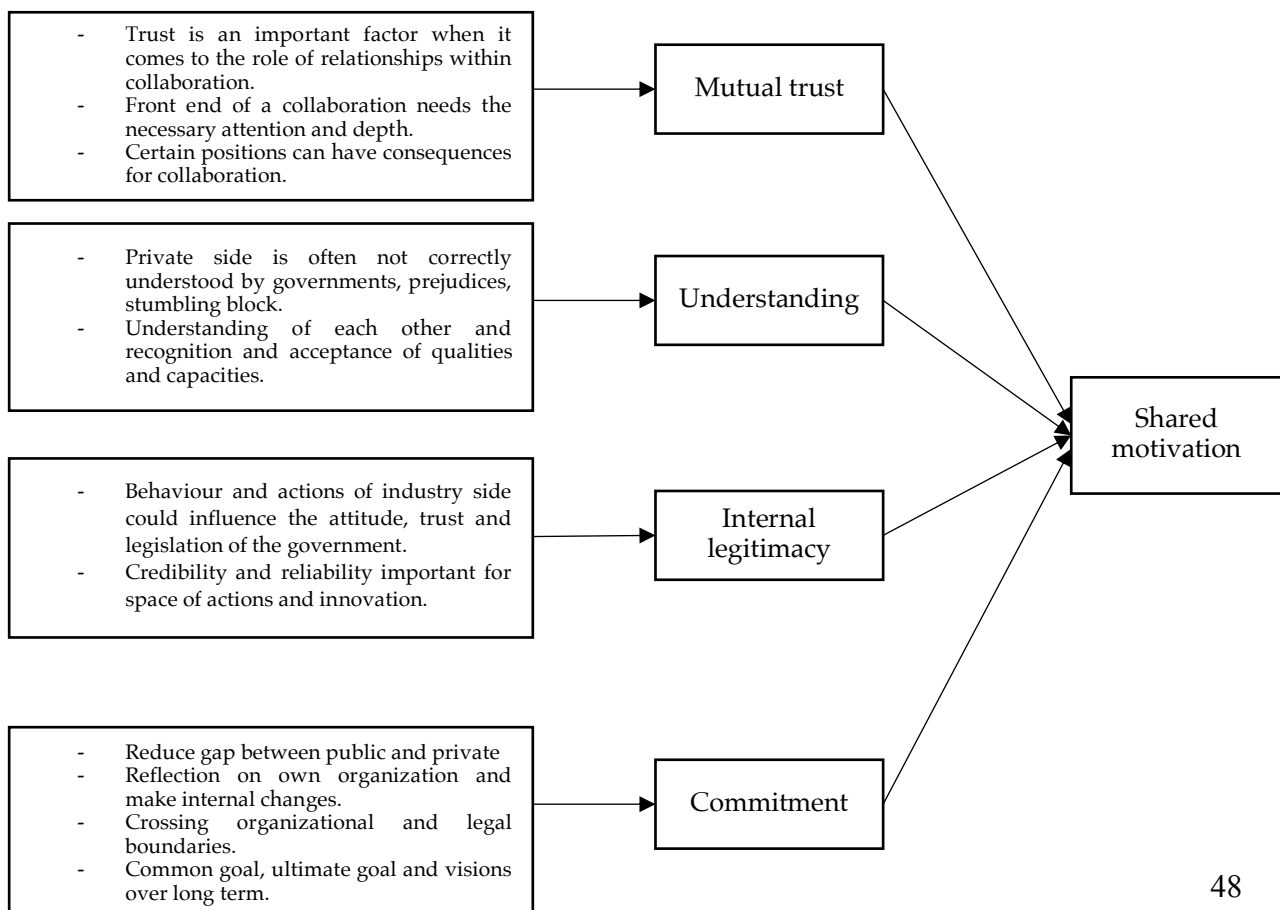 - Trust is an important factor when it
comes to the role of relationships within
collaboration.
- Front end of a collaboration needs the
necessary attention and depth.
- Certain positions can have consequences
for collaboration.
Mutual trust
- Private side is often not correctly
understood by governments, prejudices,
stumbling block.
- Understanding of each other and
recognition and acceptance of qualities
and capacities.
Understanding
Shared
motivation
- Behaviour and actions of industry side
could influence the attitude, trust and
legislation of the government.
- Credibility and reliability important for
space of actions and innovation.
Internal
legitimacy
- Reduce gap between public and private
- Reflection on own organization and
make internal changes.
- Crossing organizational and legal
boundaries.
- Common goal, ultimate goal and visions
over long term.
Commitment
48